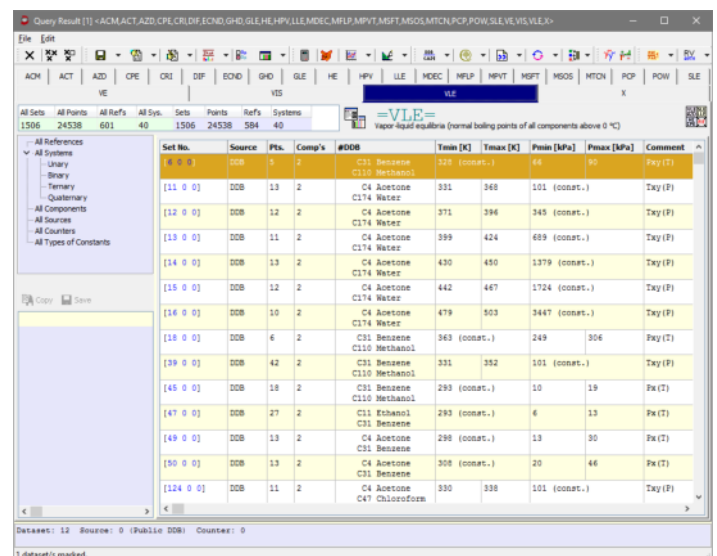 Query Result [1] <ACM,ACT,AZD,CPE,CRI,DIF,ECND,GHD,GLE,HE,HPV,LLE,MDEC,MFLP,MPVT,MSFT,MSOS,MTCN,PCP,POW,SLE,VE,VIS,VLE,X>
File Edit
ACM ACT AZD CPE CRI DIF ECND GHD GLE HE HPV LLE MDEC MFLP MPVT MSFT MSOS MTCN PCP POW SLE
VE VIS VLE X
All Sets All Points All Refs All Sys. Sets Points Refs Systems
1506 24538 601 40 1506 24538 584 40
=VLE=
Vapor-liquid equilibria (normal boiling points of all components above 0 °C)
All References
All Systems
Unary
Binary
Ternary
Quaternary
All Components
All Sources
All Counters
All Types of Constants
Copy Save
Set No. Source Pts. Comp's #DDB Tmin [K] Tmax [K] Pmin [kPa] Pmax [kPa] Comment
[6 0 0] DDB 5 2 C31 Benzene 328 (const.) 66 90 Pxy(T)
C110 Methanol
[11 0 0] DDB 13 2 C4 Acetone 331 368 101 (const.) Txy(P)
C174 Water
[12 0 0] DDB 12 2 C4 Acetone 371 396 345 (const.) Txy(P)
C174 Water
[13 0 0] DDB 11 2 C4 Acetone 399 424 689 (const.) Txy(P)
C174 Water
[14 0 0] DDB 13 2 C4 Acetone 430 450 1379 (const.) Txy(P)
C174 Water
[15 0 0] DDB 12 2 C4 Acetone 442 467 1724 (const.) Txy(P)
C174 Water
[16 0 0] DDB 10 2 C4 Acetone 479 503 3447 (const.) Txy(P)
C174 Water
[18 0 0] DDB 6 2 C31 Benzene 363 (const.) 249 306 Pxy(T)
C110 Methanol
[39 0 0] DDB 42 2 C31 Benzene 331 352 101 (const.) Txy(P)
C110 Methanol
[45 0 0] DDB 18 2 C31 Benzene 293 (const.) 10 19 Px(T)
C110 Methanol
[47 0 0] DDB 27 2 C11 Ethanol 293 (const.) 6 13 Px(T)
C31 Benzene
[49 0 0] DDB 13 2 C4 Acetone 298 (const.) 13 30 Px(T)
C31 Benzene
[50 0 0] DDB 13 2 C4 Acetone 308 (const.) 20 46 Px(T)
C31 Benzene
[124 0 0] DDB 11 2 C4 Acetone 330 338 101 (const.) Txy(P)
C47 Chloroform
Dataset: 12 Source: 0 (Public DDB) Counter: 0
1 dataset/s marked.